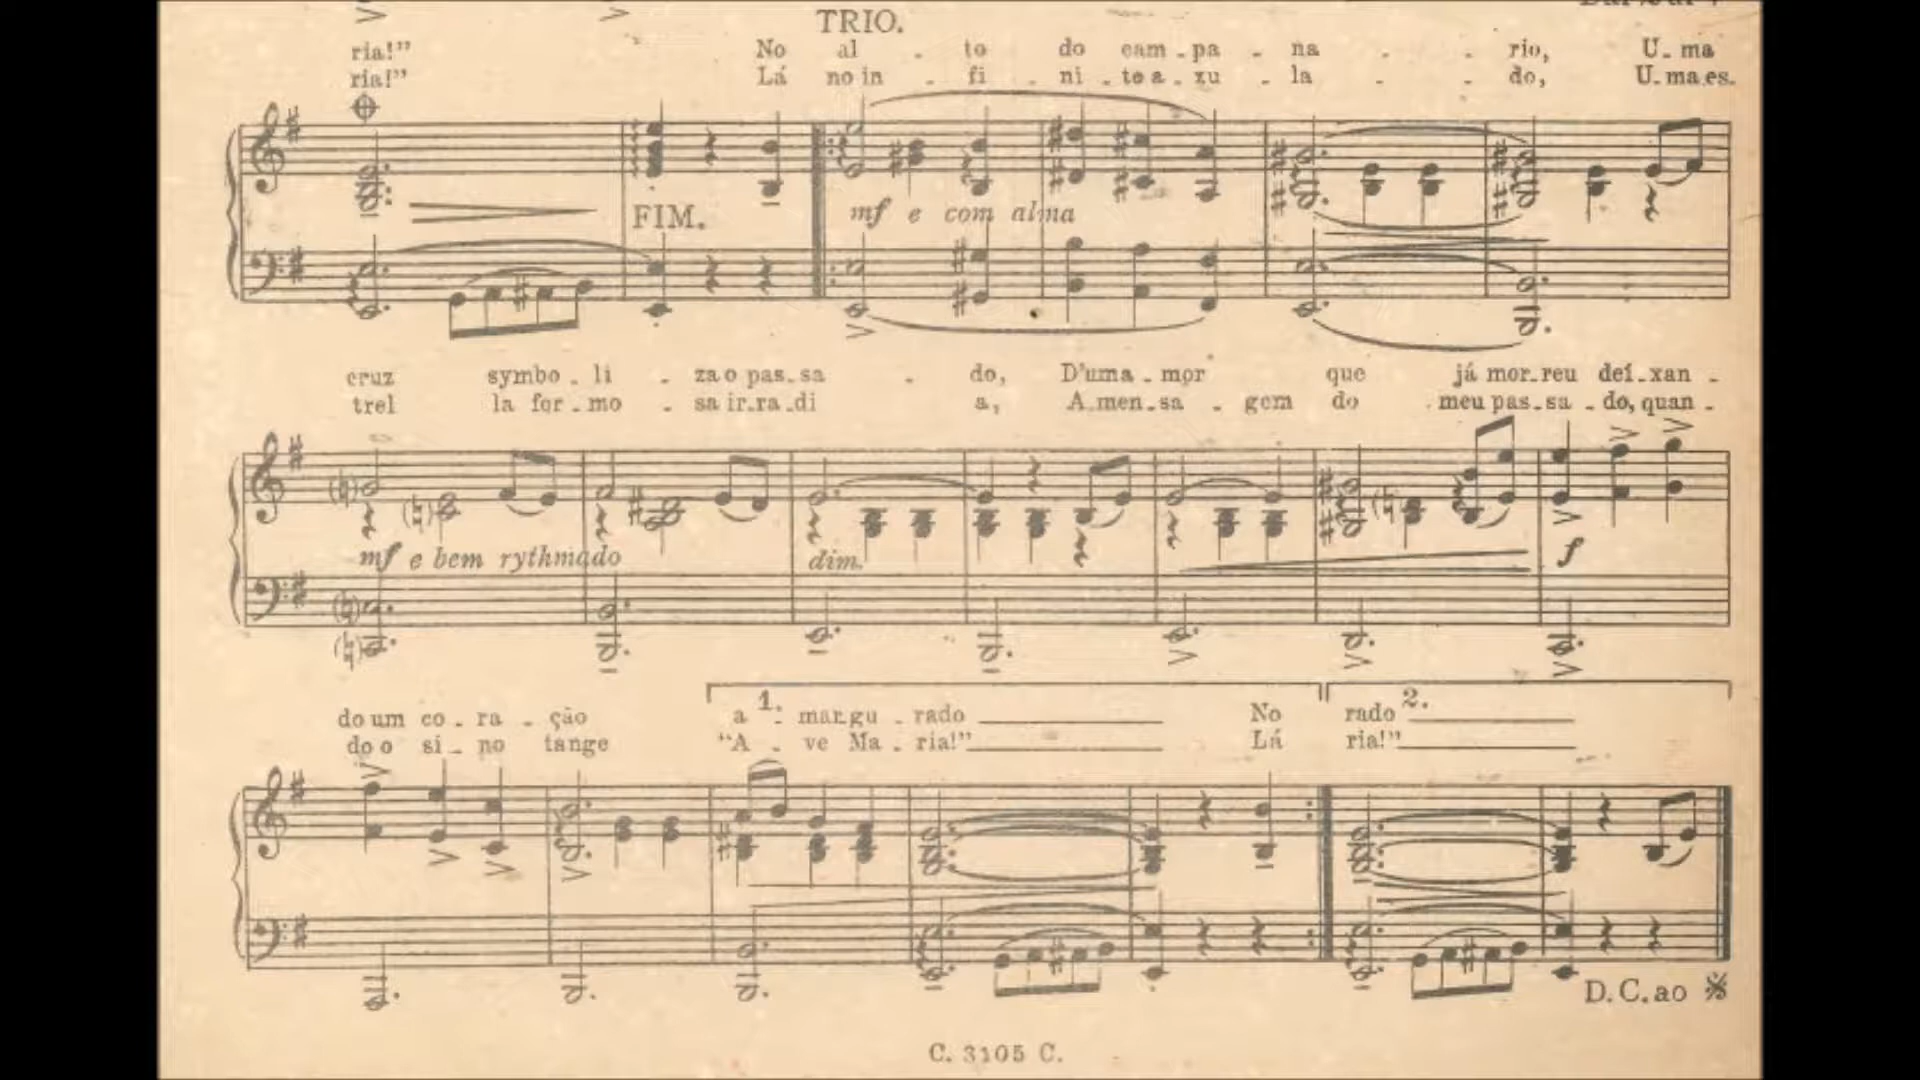 TRIO.
ria!" No al - to do cam - pa - na - - rio, U - ma
ria!" Lá no in - fi - ni - to a - zu - la - - do, U - ma es -
FIM.
mf e com alma
cruz symbo - li - za o pas - sa - do, D'uma - mor que já mor - reu dei - xan -
trel la for - mo - sa ir - ra - di a, A men - sa - gem do meu pas - sa - do, quan -
mf e bem rythmado
dim.
f
1.
2.
do um co - ra - ção a - mar gu - rado No rado
do o si - no tange "A - ve Ma - ria!" Lá ria!"
D. C. ao
C. 3105 C.